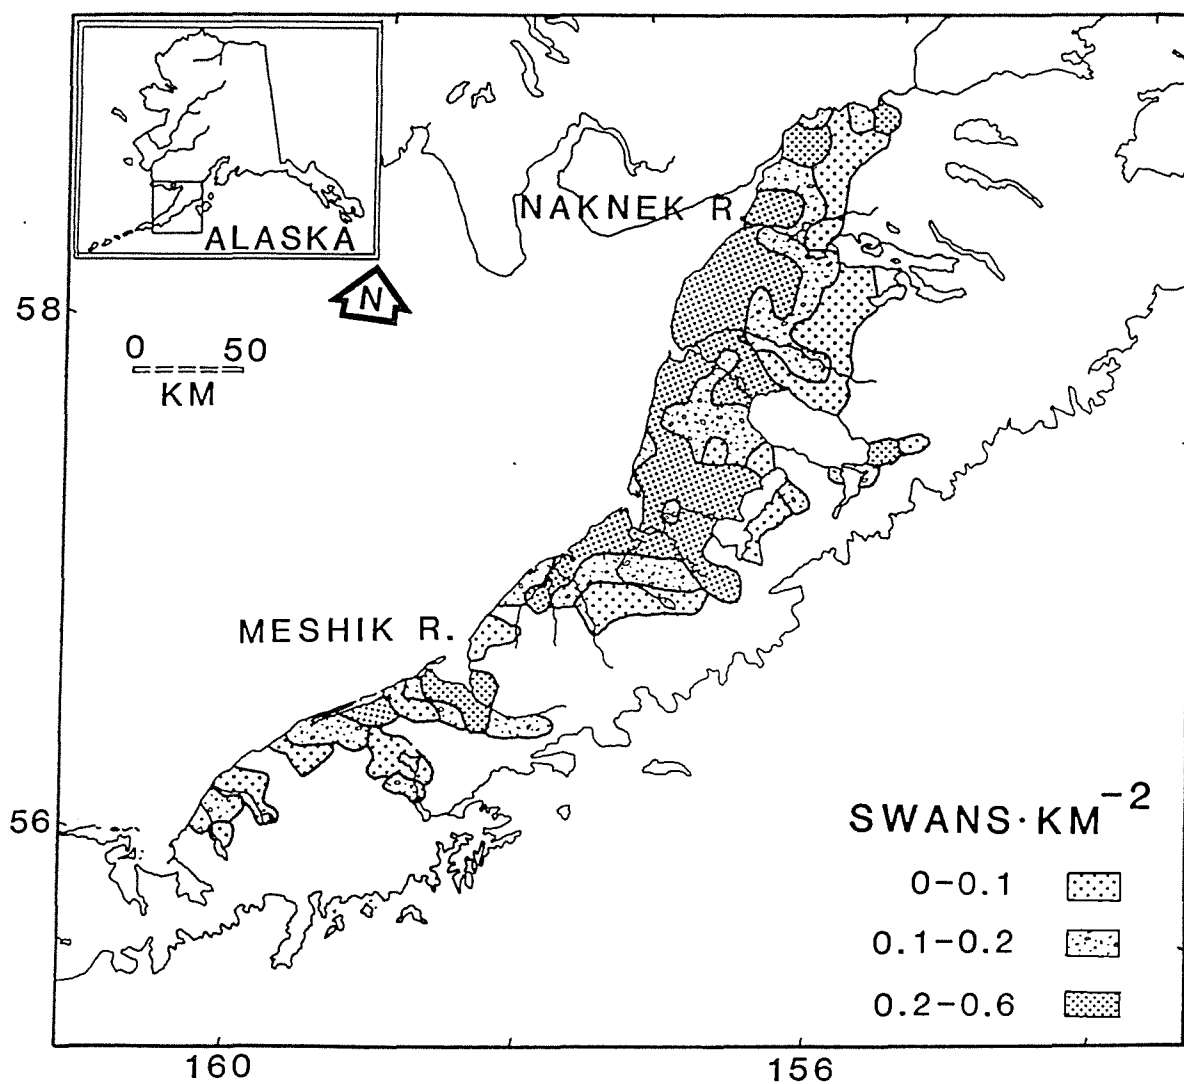 ALASKA
N
NAKNEK R.
58
0 50
KM
MESHIK R.
56
SWANS·KM⁻²
0-0.1
0.1-0.2
0.2-0.6
160 156